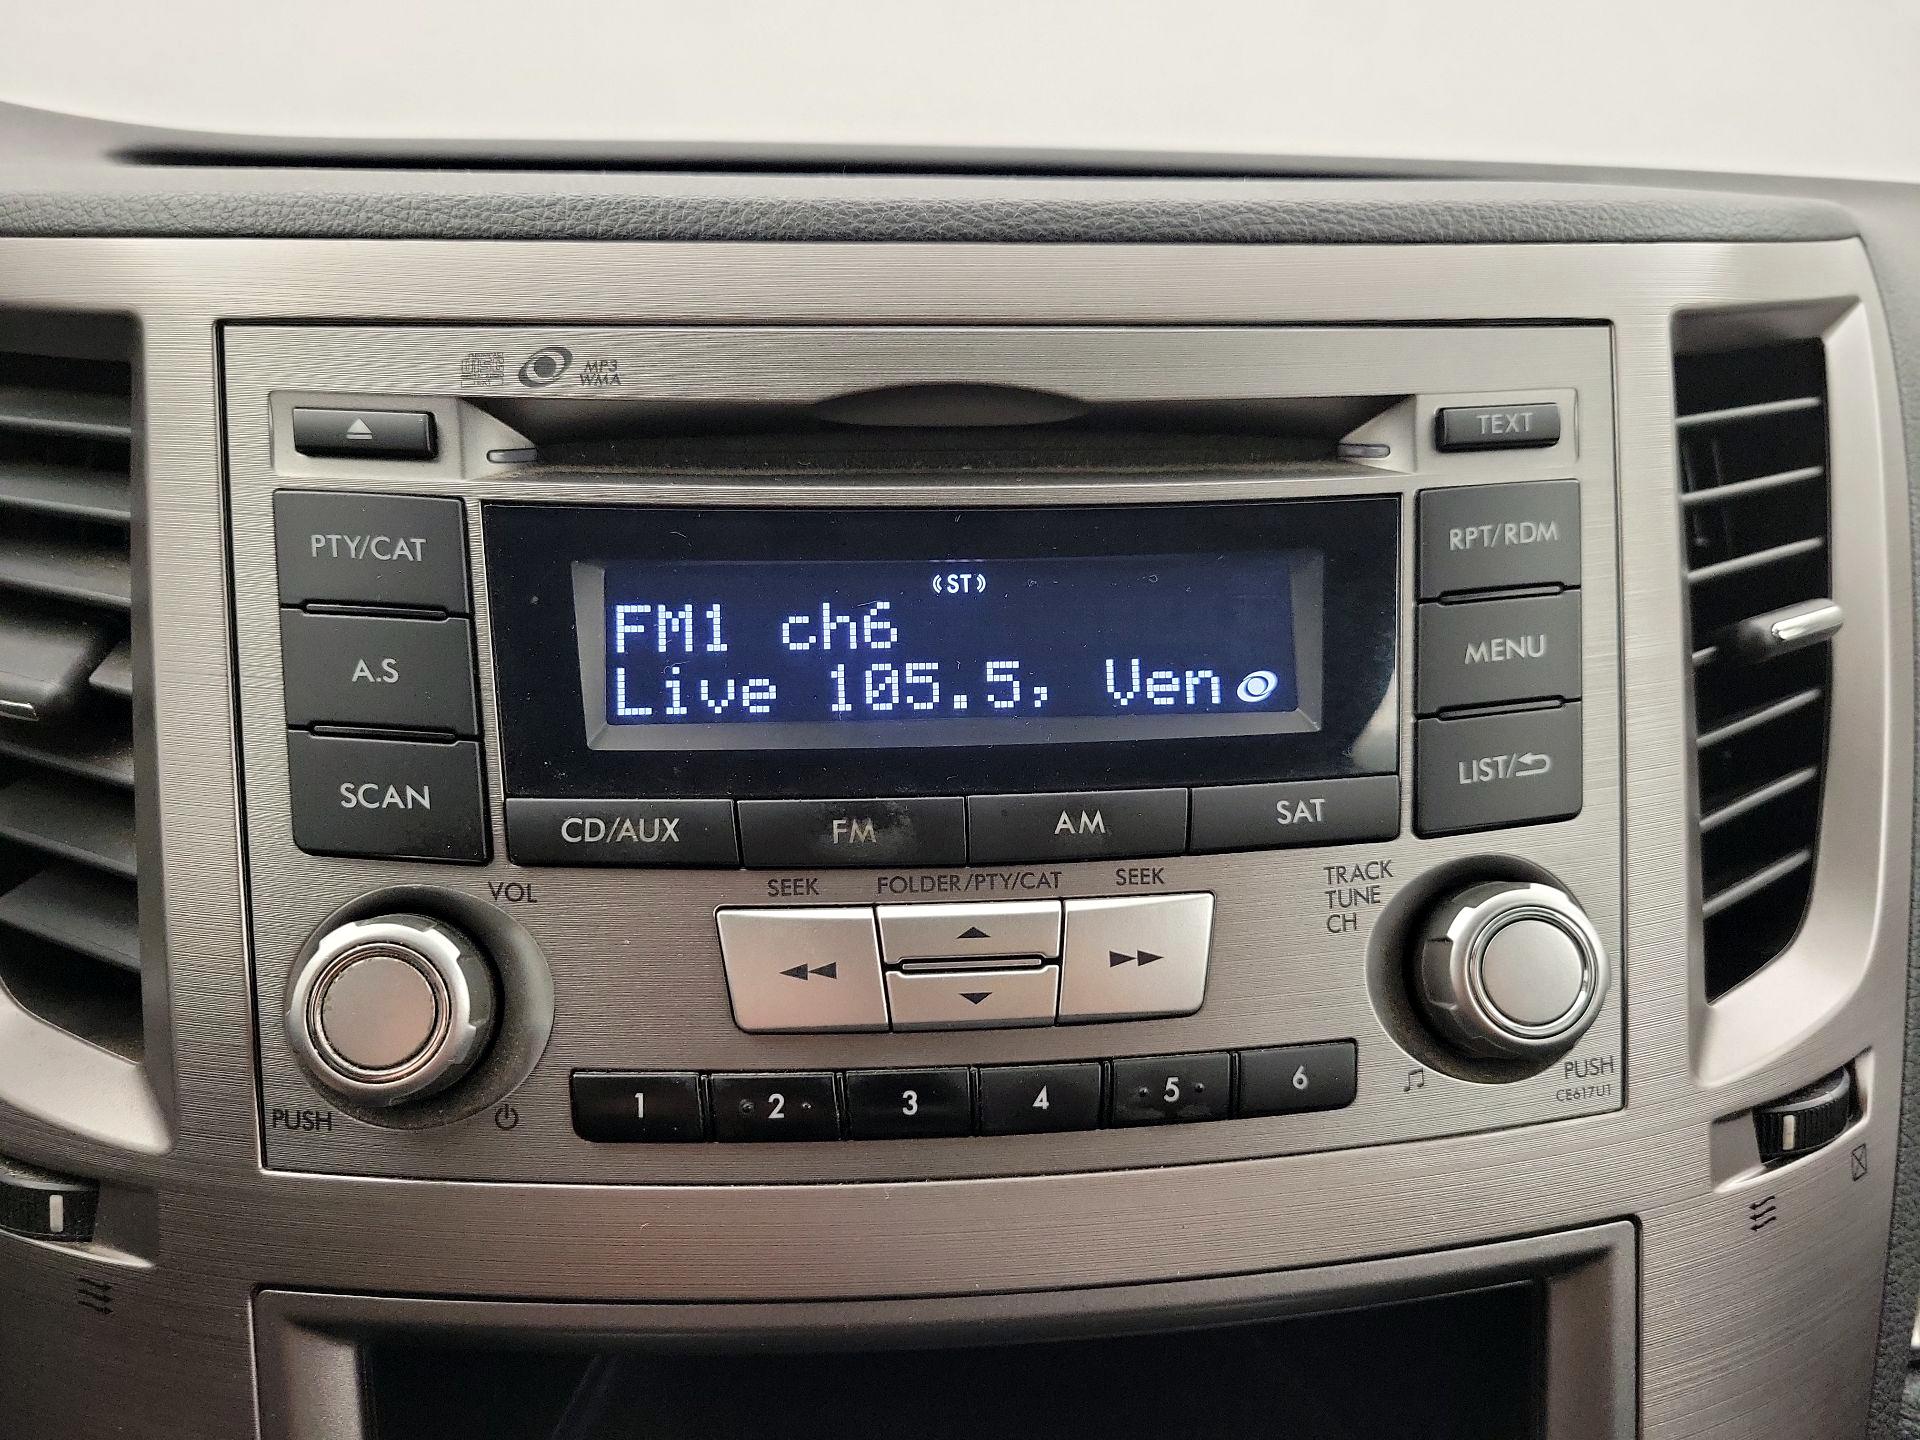 MP3
WMA
TEXT
PTY/CAT
A.S
SCAN
(ST)
FM1 ch6
Live 105.5, Ven
RPT/RDM
MENU
LIST/
CD/AUX
FM
AM
SAT
VOL
SEEK
FOLDER/PTY/CAT
SEEK
TRACK
TUNE
CH
PUSH
1
2
3
4
5
6
PUSH
CE617U1